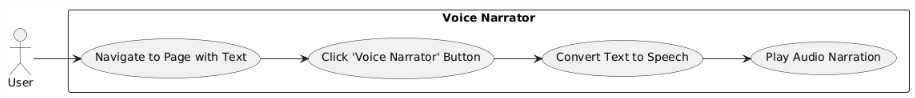 Voice Narrator
User
Navigate to Page with Text
Click 'Voice Narrator' Button
Convert Text to Speech
Play Audio Narration